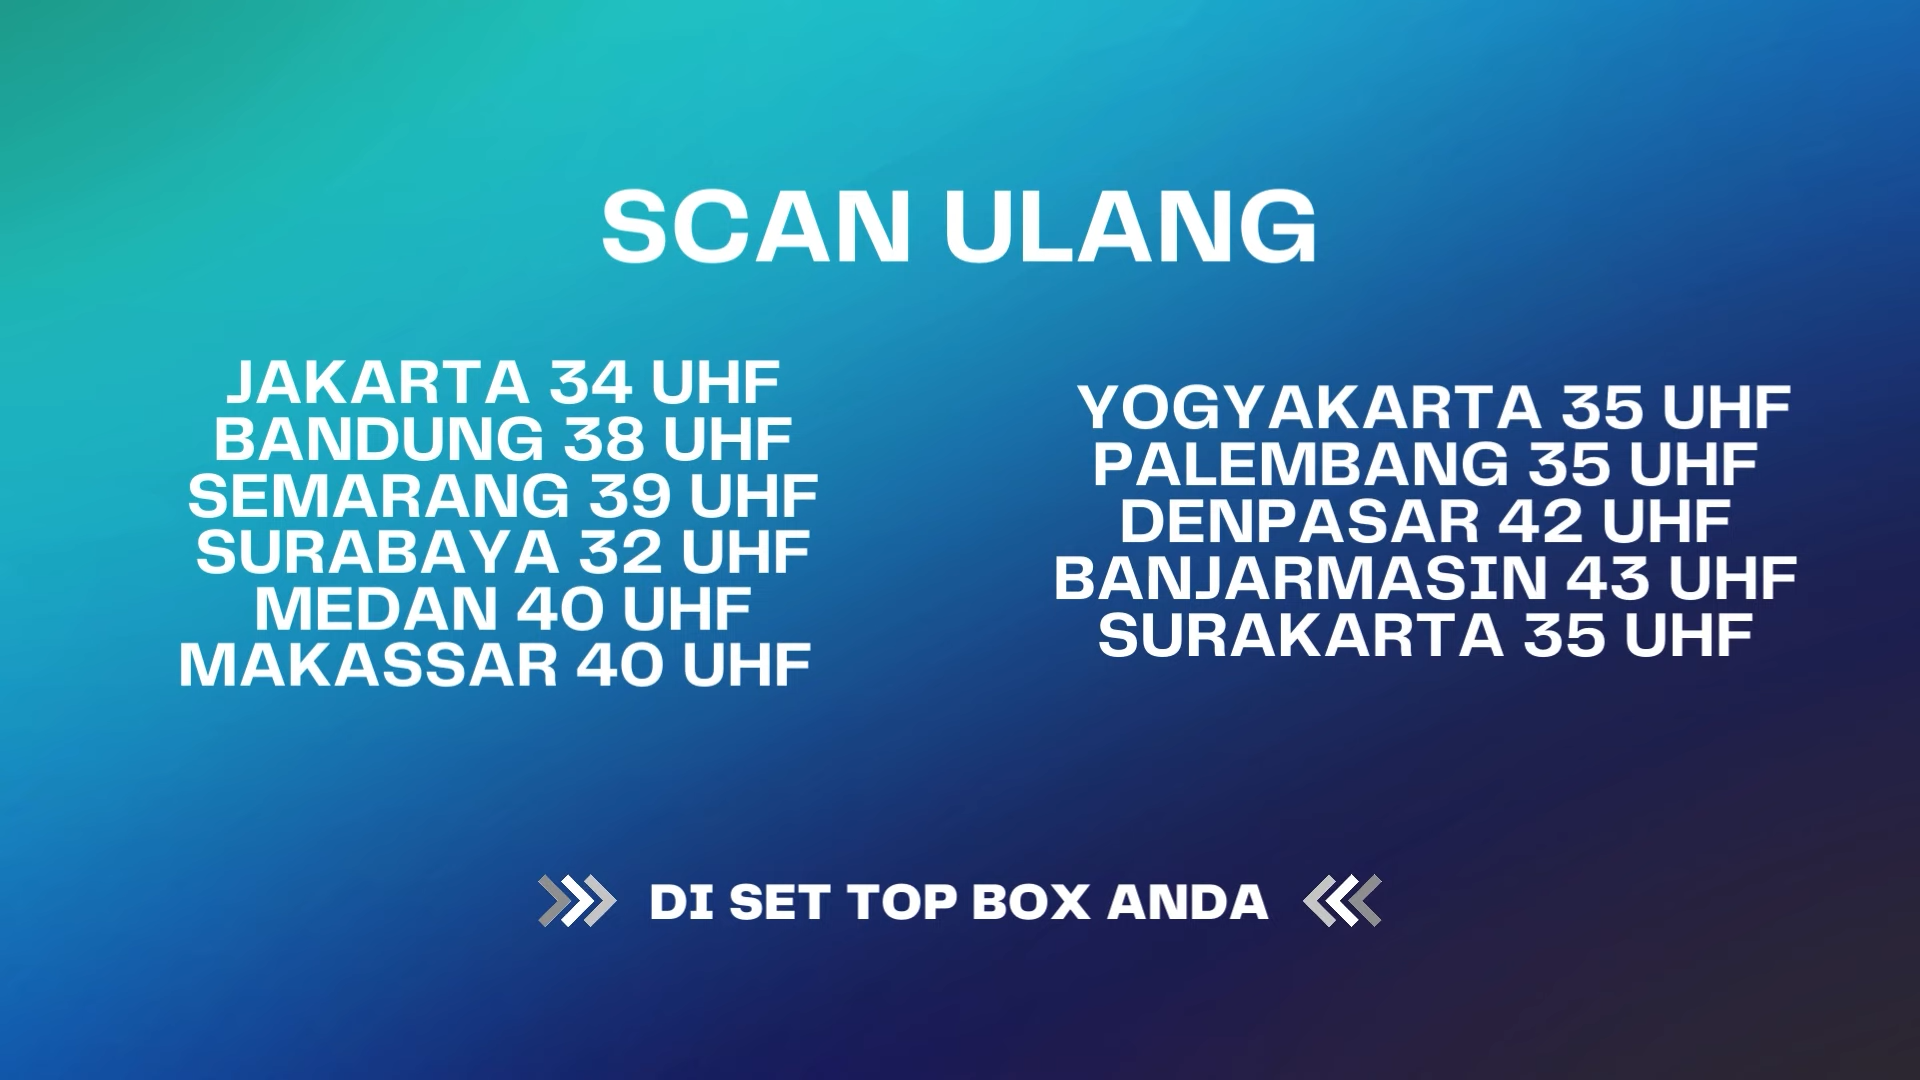 SCAN ULANG
JAKARTA 34 UHF
BANDUNG 38 UHF
SEMARANG 39 UHF
SURABAYA 32 UHF
MEDAN 40 UHF
MAKASSAR 40 UHF
YOGYAKARTA 35 UHF
PALEMBANG 35 UHF
DENPASAR 42 UHF
BANJARMASIN 43 UHF
SURAKARTA 35 UHF
DI SET TOP BOX ANDA